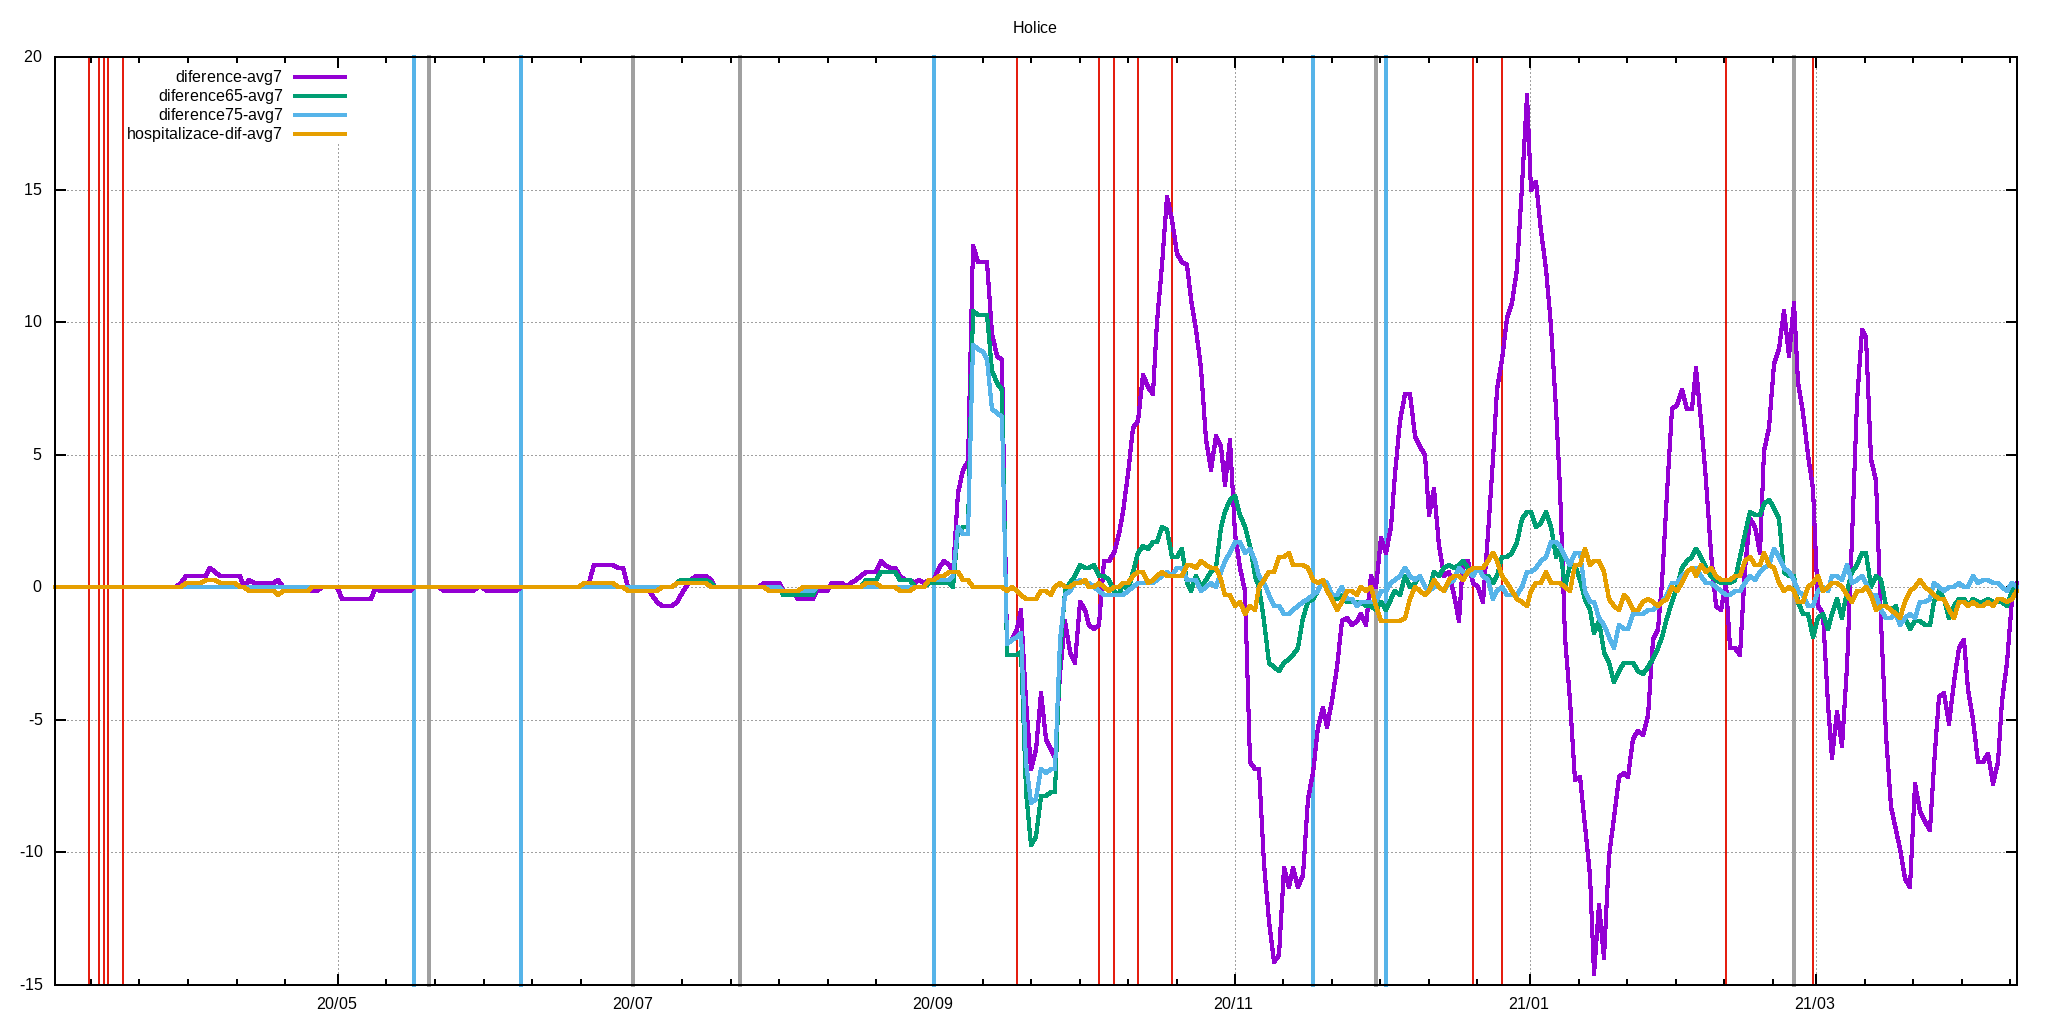 Holice
20
diference-avg7
diference65-avg7
diference75-avg7
hospitalizace-dif-avg7
15
10
5
0
-5
-10
-15
20/05 20/07 20/09 20/11 21/01 21/03